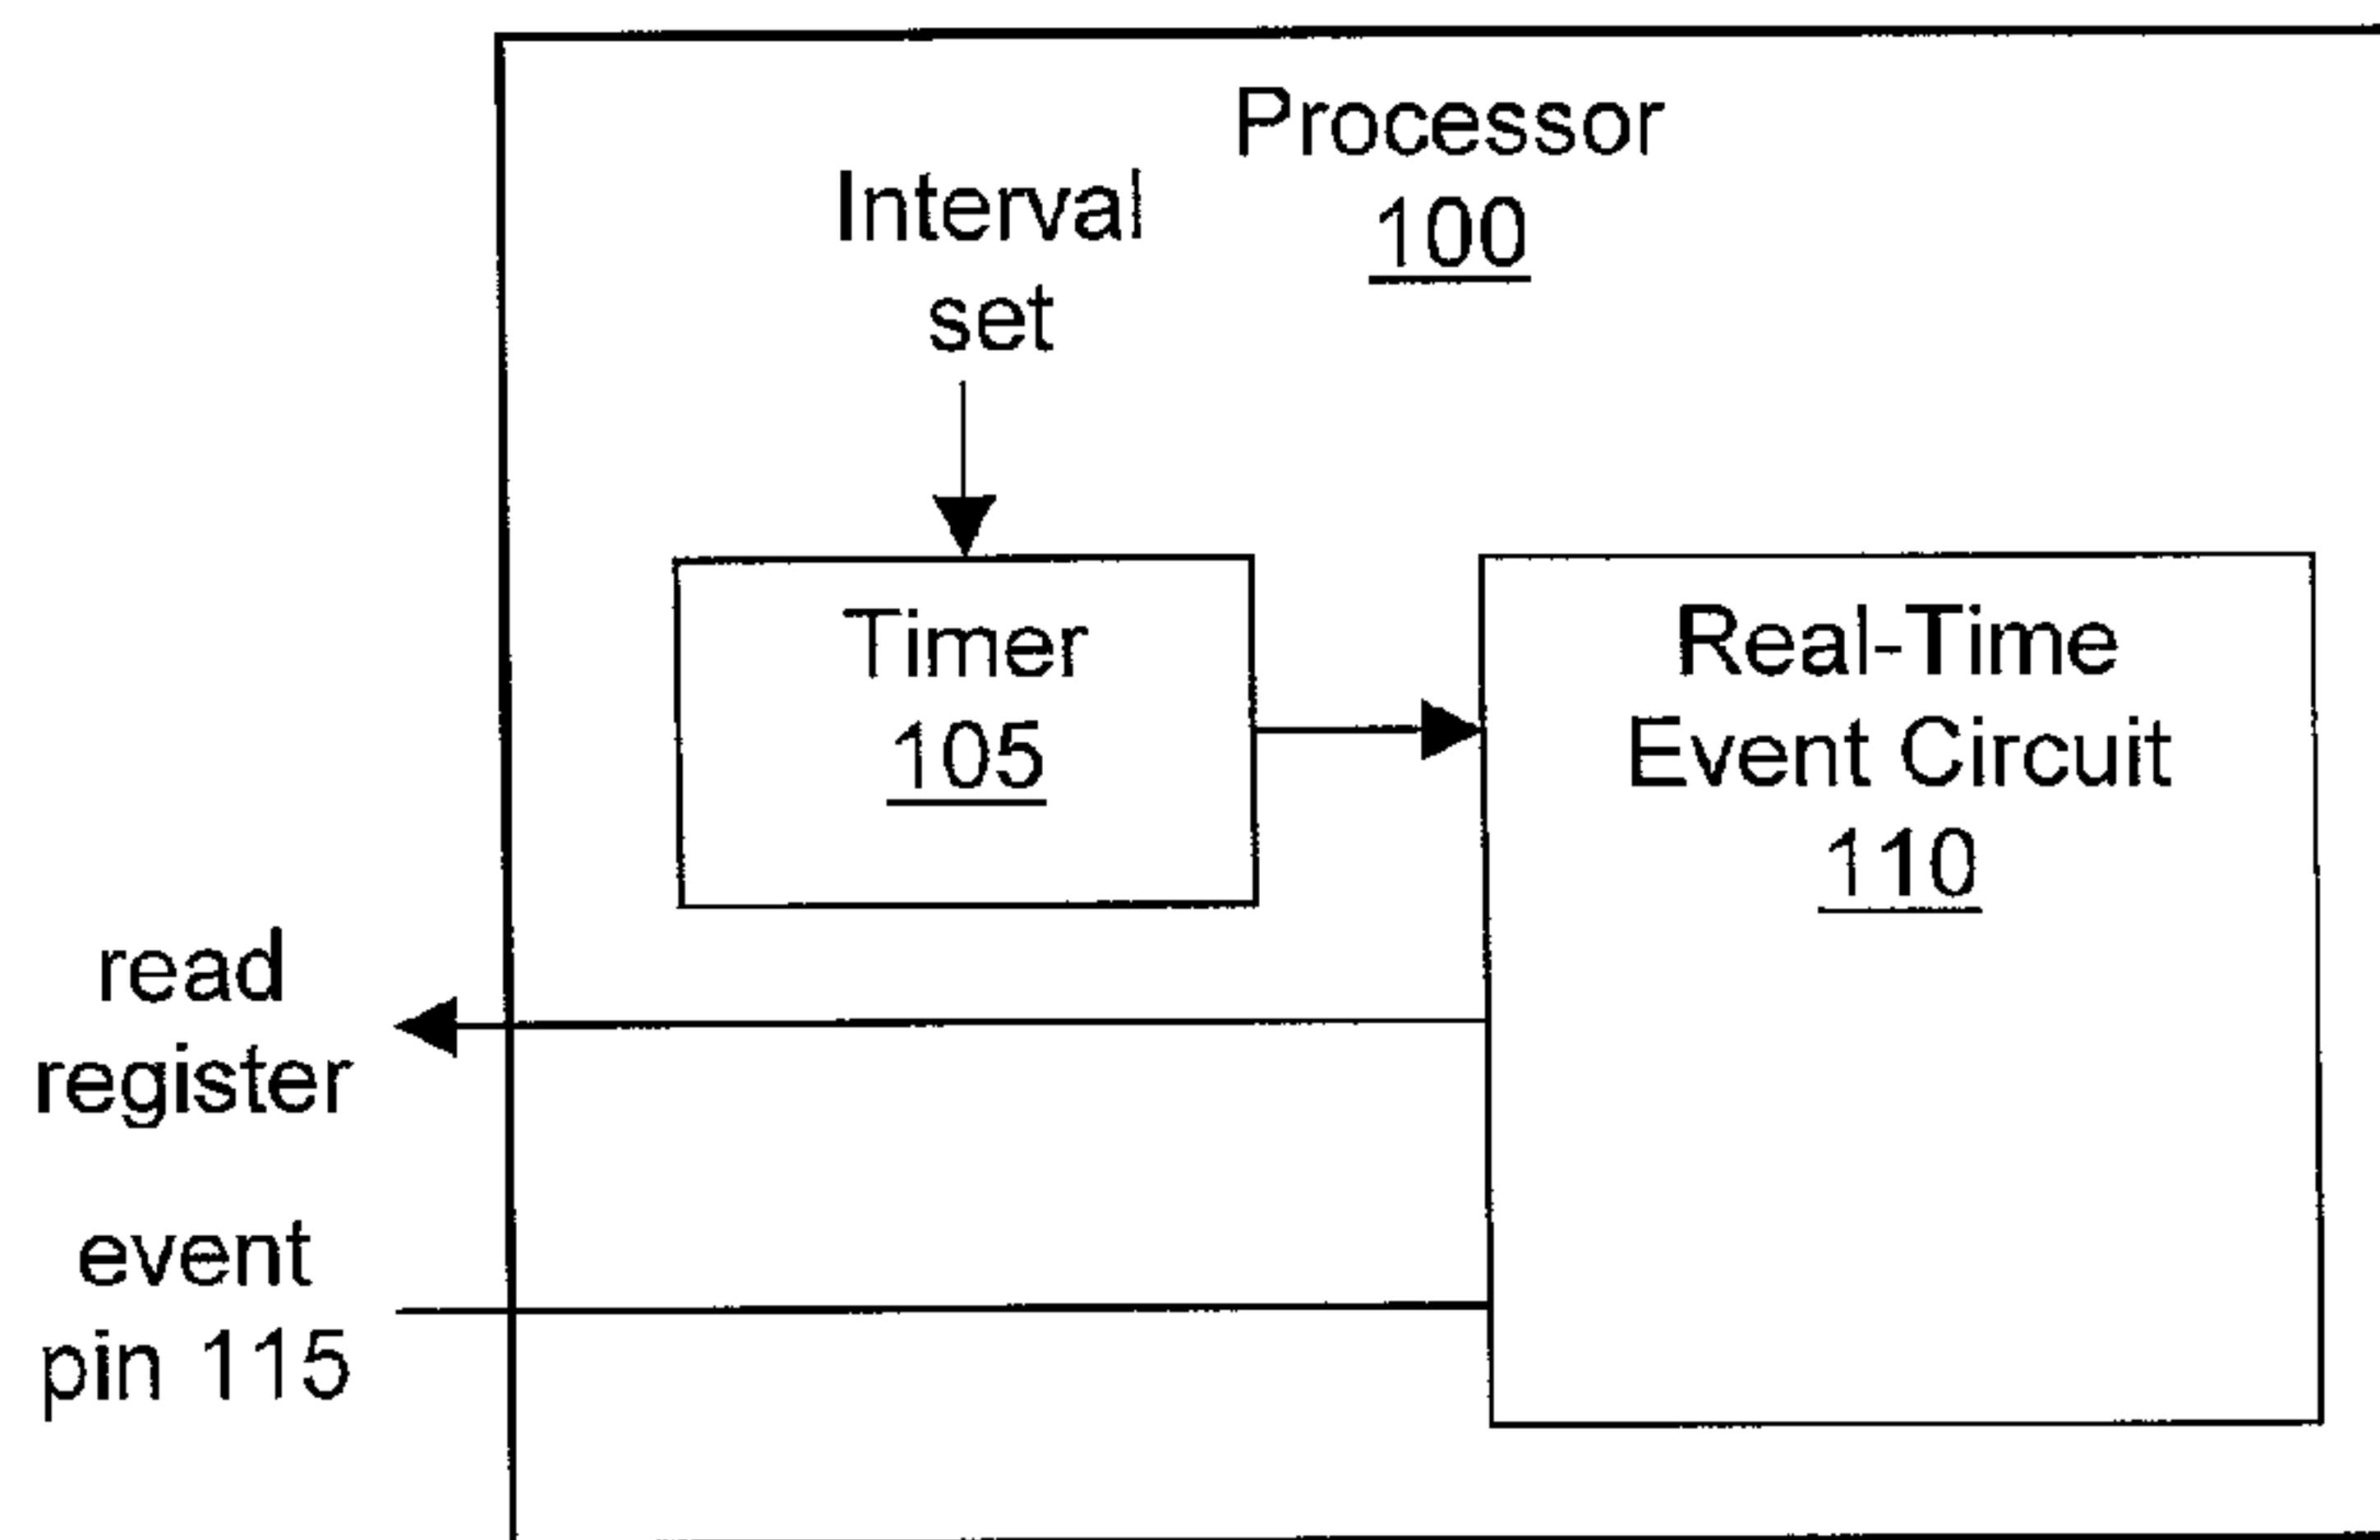 Processor
100
Interval
set
Timer
105
Real-Time
Event Circuit
110
read
register
event
pin 115